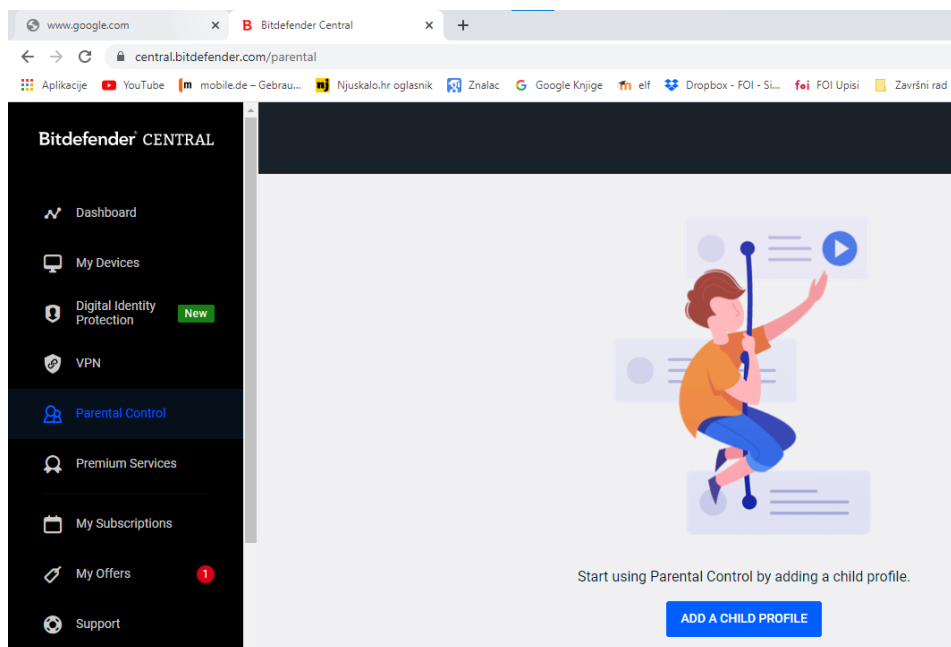 www.google.com
Bitdefender Central
central.bitdefender.com/parental
Aplikacije YouTube mobile.de – Gebrau... Njuskalo.hr oglasnik Znalac Google Knjige elf Dropbox - FOI - Si... FOI Upisi Završni rad
Bitdefender CENTRAL
Dashboard
My Devices
Digital Identity
Protection
New
VPN
Parental Control
Premium Services
My Subscriptions
My Offers 1
Support
Start using Parental Control by adding a child profile.
ADD A CHILD PROFILE